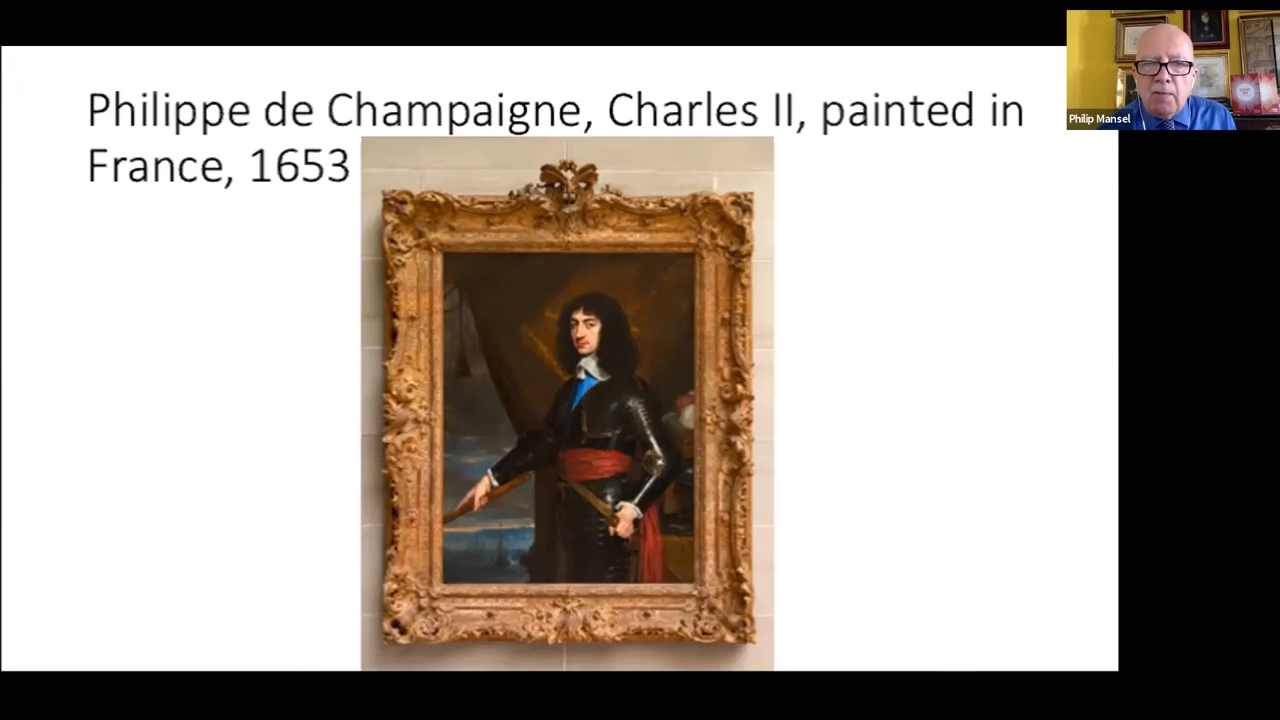 Philippe de Champaigne, Charles II, painted in
France, 1653
Philip Mansel